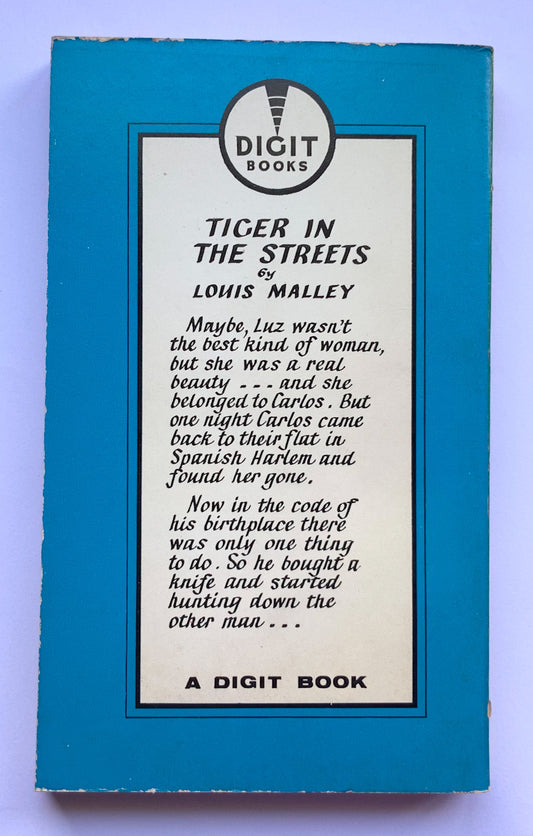 DIGIT
BOOKS
TIGER IN
THE STREETS
by
LOUIS MALLEY
Maybe, Luz wasn't
the best kind of woman,
but she was a real
beauty --- and she
belonged to Carlos. But
one night Carlos came
back to their flat in
Spanish Harlem and
found her gone.
Now in the code of
his birthplace there
was only one thing
to do. So he bought a
knife and started
hunting down the
other man ---
A DIGIT BOOK